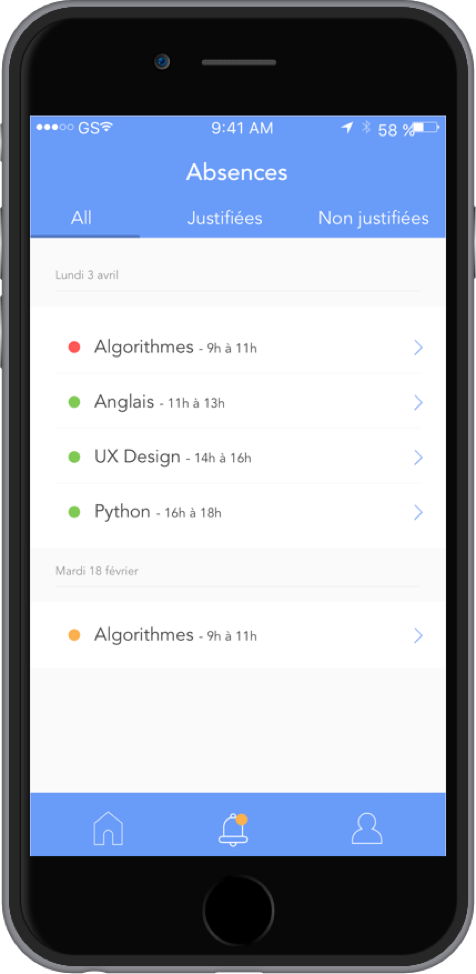 GS 9:41 AM 58 %
Absences
All Justifiées Non justifiées
Lundi 3 avril
Algorithmes - 9h à 11h
Anglais - 11h à 13h
UX Design - 14h à 16h
Python - 16h à 18h
Mardi 18 février
Algorithmes - 9h à 11h